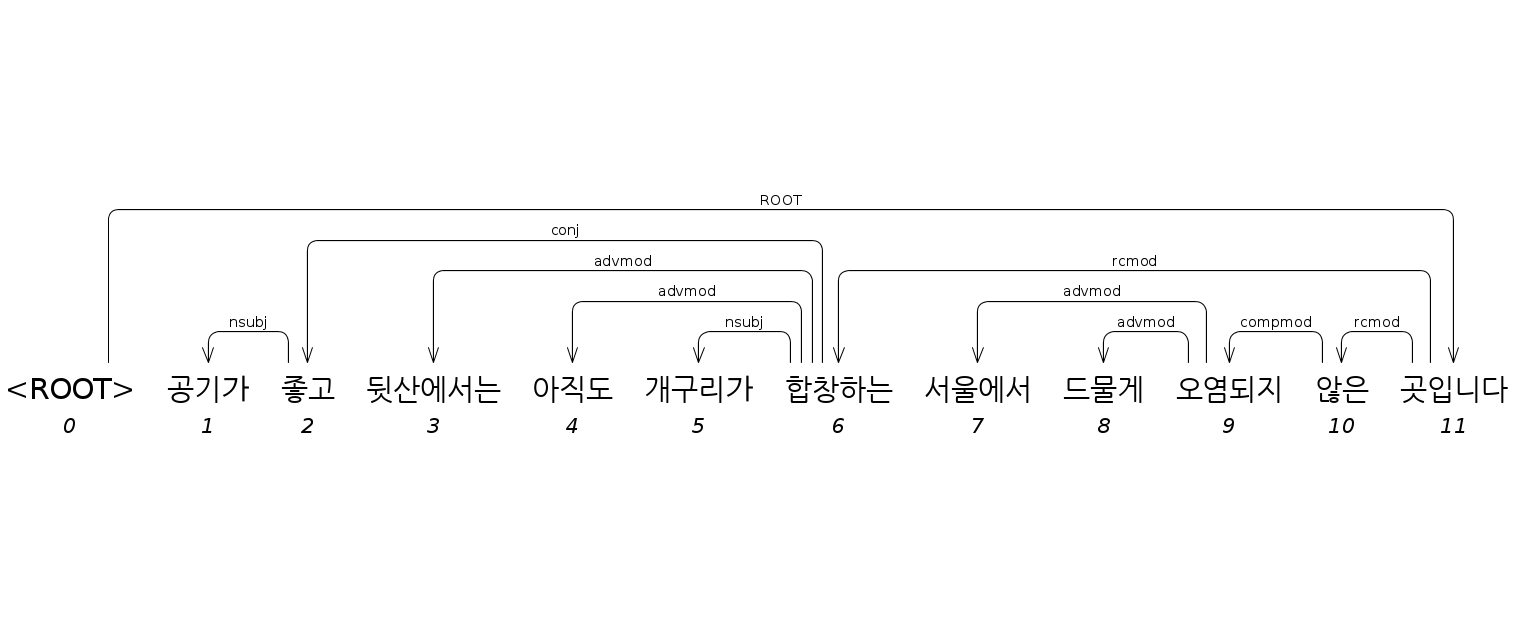 ROOT
conj
advmod rcmod
advmod advmod
nsubj nsubj advmod compmod rcmod
<ROOT> 공기가 좋고 뒷산에서는 아직도 개구리가 합창하는 서울에서 드물게 오염되지 않은 곳입니다
0 1 2 3 4 5 6 7 8 9 10 11